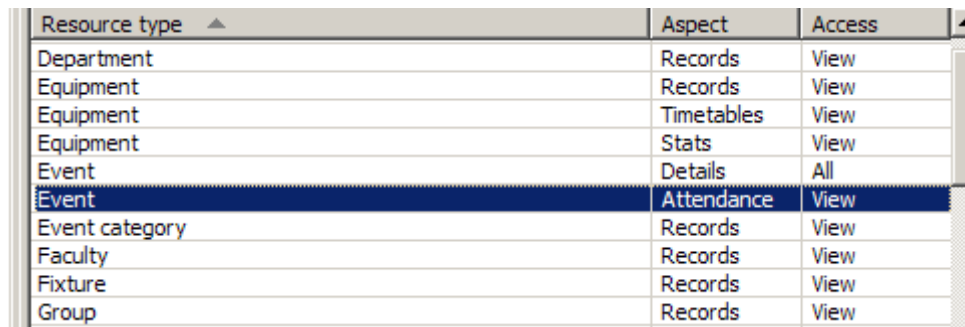 Resource type Aspect Access
Department Records View
Equipment Records View
Equipment Timetables View
Equipment Stats View
Event Details All
Event Attendance View
Event category Records View
Faculty Records View
Fixture Records View
Group Records View